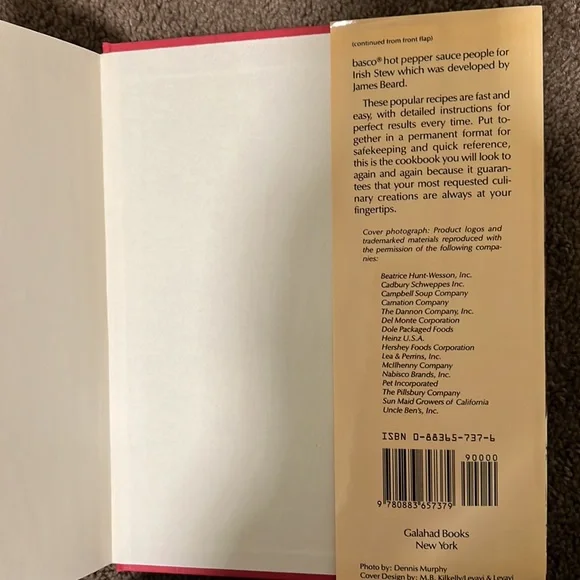 (continued from front flap)
basco® hot pepper sauce people for
Irish Stew which was developed by
James Beard.
These popular recipes are fast and
easy, with detailed instructions for
perfect results every time. Put to-
gether in a permanent format for
safekeeping and quick reference,
this is the cookbook you will look to
again and again because it guaran-
tees that your most requested culi-
nary creations are always at your
fingertips.
Cover photograph: Product logos and
trademarked materials reproduced with
the permission of the following compa-
nies:
Beatrice Hunt-Wesson, Inc.
Cadbury Schweppes Inc.
Campbell Soup Company
Carnation Company
The Dannon Company, Inc.
Del Monte Corporation
Dole Packaged Foods
Heinz U.S.A.
Hershey Foods Corporation
Lea & Perrins, Inc.
McIlhenny Company
Nabisco Brands, Inc.
Pet Incorporated
The Pillsbury Company
Sun Maid Growers of California
Uncle Ben's, Inc.
ISBN 0-88365-737-6
90000
9 780883 657379
Galahad Books
New York
Photo by: Dennis Murphy
Cover Design by: M.B. Kilkelly/Levavi & Levavi